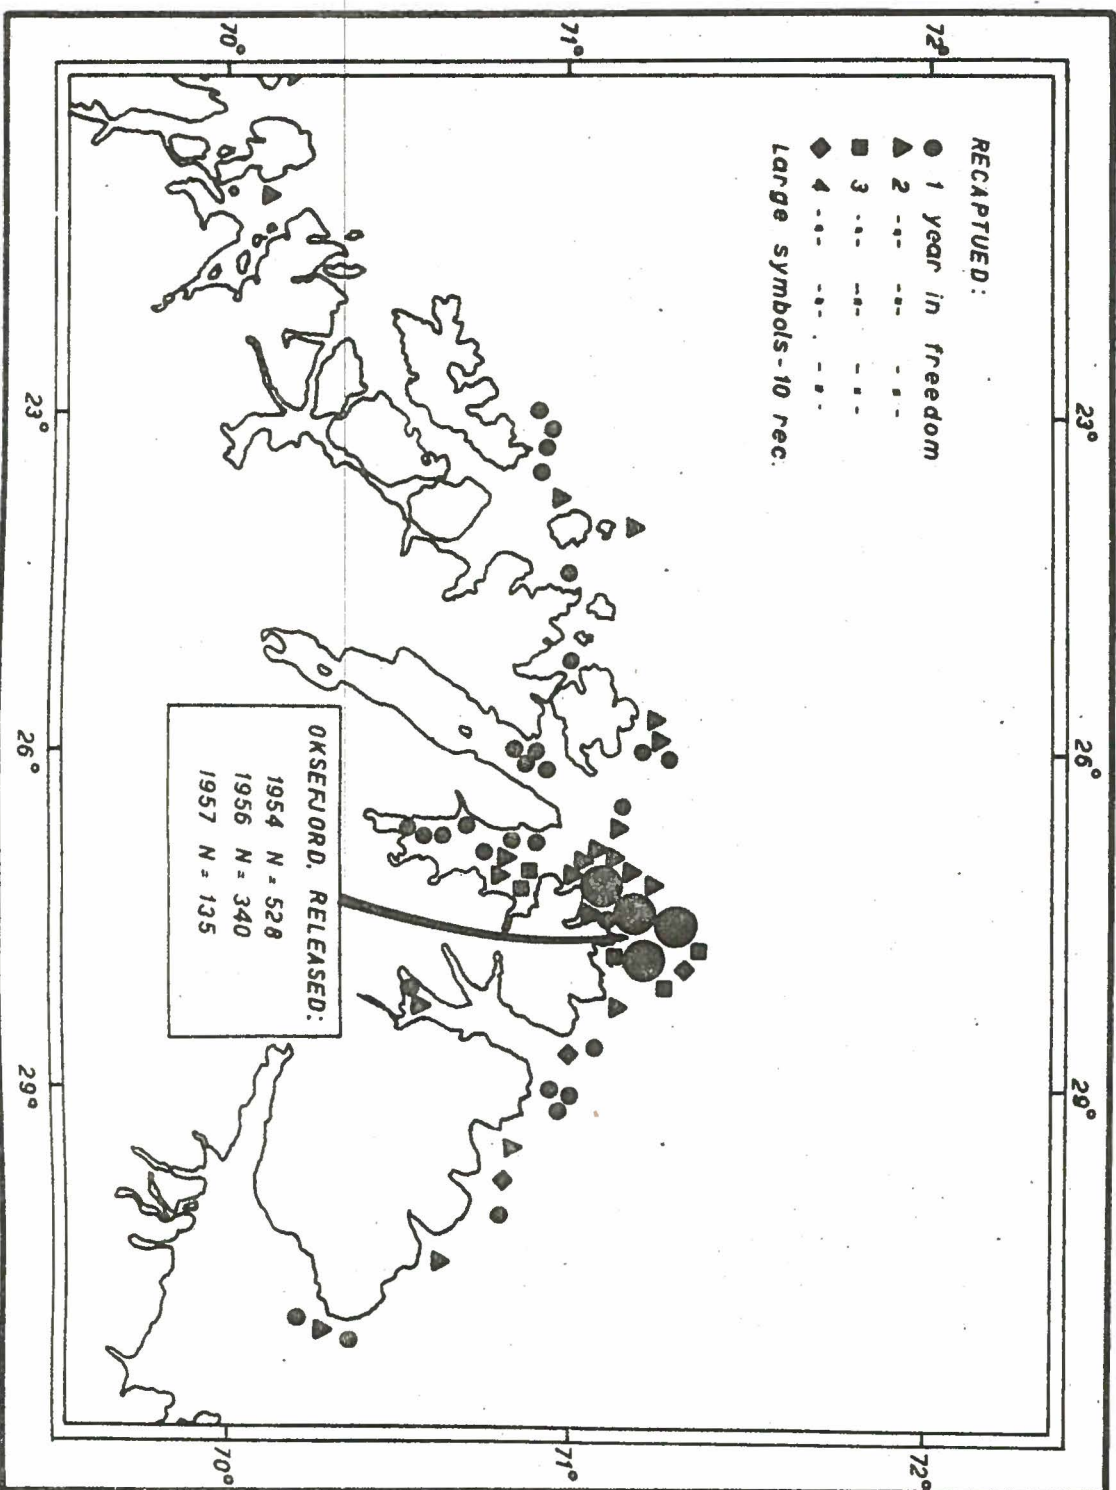 RECAPTUED:
● 1 year in freedom
▲ 2 -"- -"- -"-
■ 3 -"- -"- -"-
◆ 4 -"- -"- -"-
Large symbols - 10 rec.
OKSEFJORD, RELEASED:
1954 N = 528
1956 N = 340
1957 N = 135
23°
26°
29°
72°
72°
71°
71°
70°
70°
23°
26°
29°